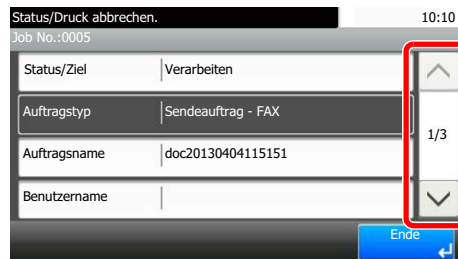 Status/Druck abbrechen. 10:10
Job No.:0005
Status/Ziel Verarbeiten
Auftragstyp Sendeauftrag - FAX
1/3
Auftragsname doc20130404115151
Benutzername
Ende